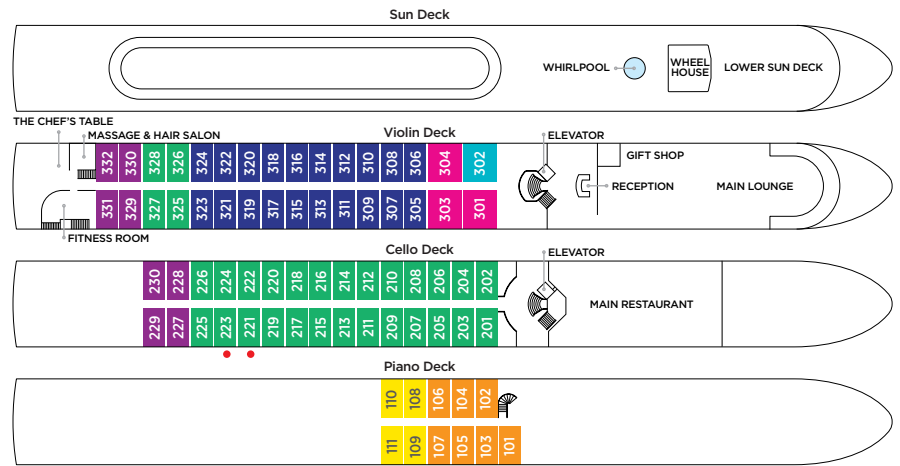 Sun Deck
WHIRLPOOL
WHEEL
HOUSE
LOWER SUN DECK
THE CHEF'S TABLE
MASSAGE & HAIR SALON
Violin Deck
ELEVATOR
332 330 328 326 324 322 320 318 316 314 312 310 308 306 304 302
GIFT SHOP
RECEPTION
MAIN LOUNGE
331 329 327 325 323 321 319 317 315 313 311 309 307 305 303 301
FITNESS ROOM
Cello Deck
ELEVATOR
230 228 226 224 222 220 218 216 214 212 210 208 206 204 202
MAIN RESTAURANT
229 227 225 223 221 219 217 215 213 211 209 207 205 203 201
Piano Deck
110 108 106 104 102
111 109 107 105 103 101